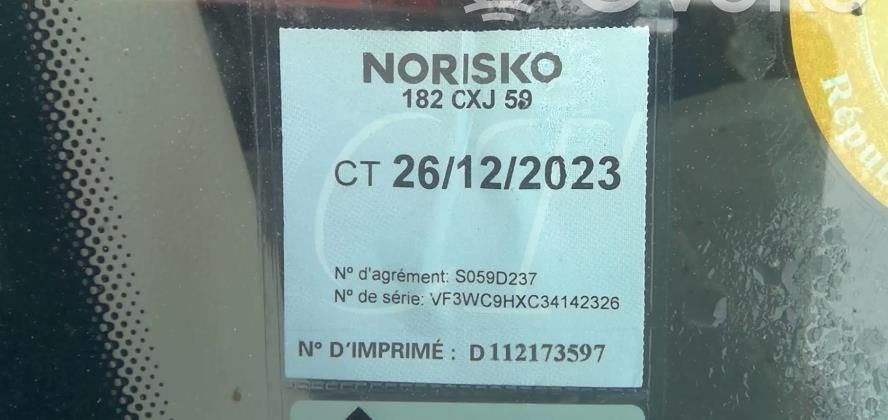 NORISKO
182 CXJ 59
CT 26/12/2023
N° d'agrément: S059D237
N° de série: VF3WC9HXC34142326
N° D'IMPRIMÉ : D112173597